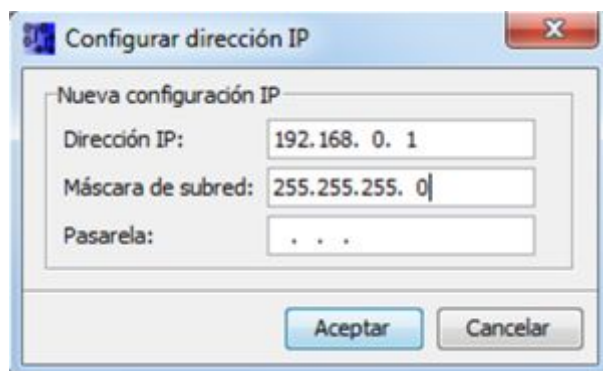 Configurar dirección IP
Nueva configuración IP
Dirección IP: 192.168. 0. 1
Máscara de subred: 255.255.255. 0
Pasarela: . . .
Aceptar Cancelar